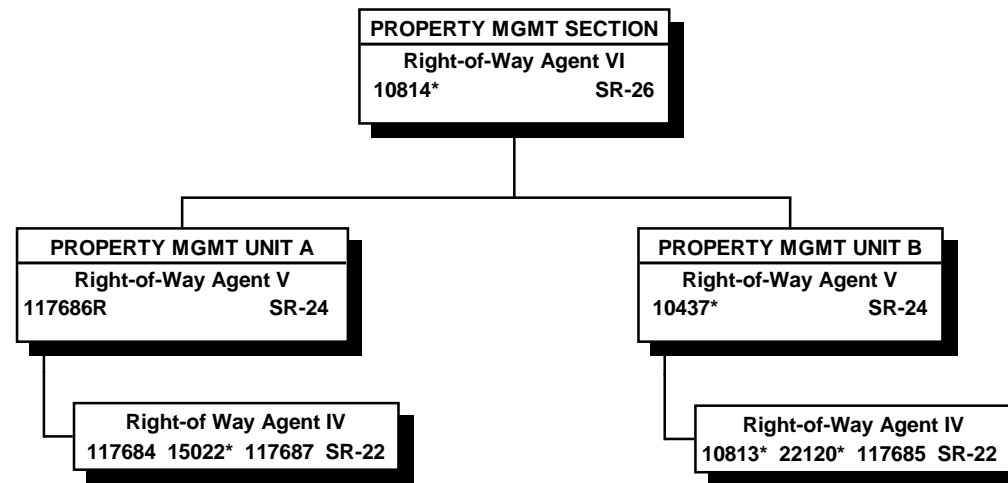 PROPERTY MGMT SECTION
Right-of-Way Agent VI
10814* SR-26
PROPERTY MGMT UNIT A
Right-of-Way Agent V
117686R SR-24
Right-of Way Agent IV
117684 15022* 117687 SR-22
PROPERTY MGMT UNIT B
Right-of-Way Agent V
10437* SR-24
Right-of-Way Agent IV
10813* 22120* 117685 SR-22